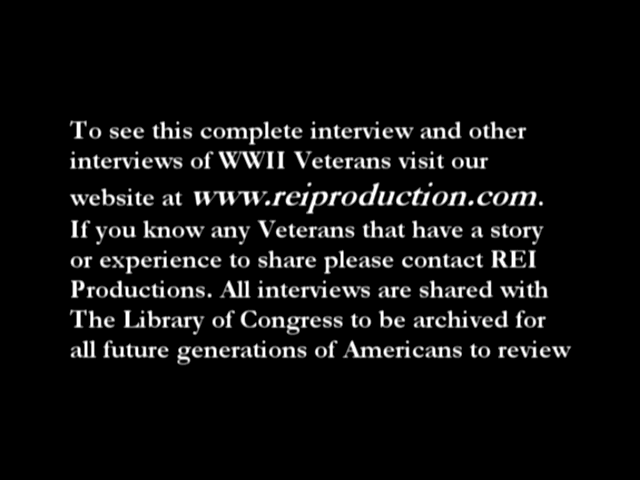 To see this complete interview and other
interviews of WWII Veterans visit our
website at www.reiproduction.com.
If you know any Veterans that have a story
or experience to share please contact REI
Productions. All interviews are shared with
The Library of Congress to be archived for
all future generations of Americans to review